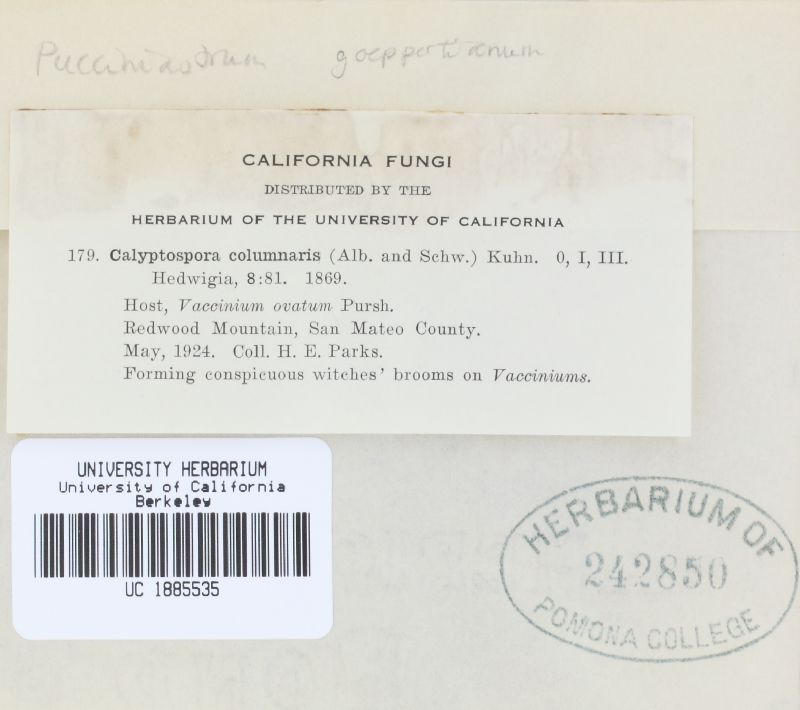 Pucciniastrum goeppertianum
CALIFORNIA FUNGI
DISTRIBUTED BY THE
HERBARIUM OF THE UNIVERSITY OF CALIFORNIA
179. Calyptospora columnaris (Alb. and Schw.) Kuhn. 0, I, III.
Hedwigia, 8:81. 1869.
Host, Vaccinium ovatum Pursh.
Redwood Mountain, San Mateo County.
May, 1924. Coll. H. E. Parks.
Forming conspicuous witches' brooms on Vacciniums.
UNIVERSITY HERBARIUM
University of California
Berkeley
UC 1885535
HERBARIUM OF
242850
POMONA COLLEGE